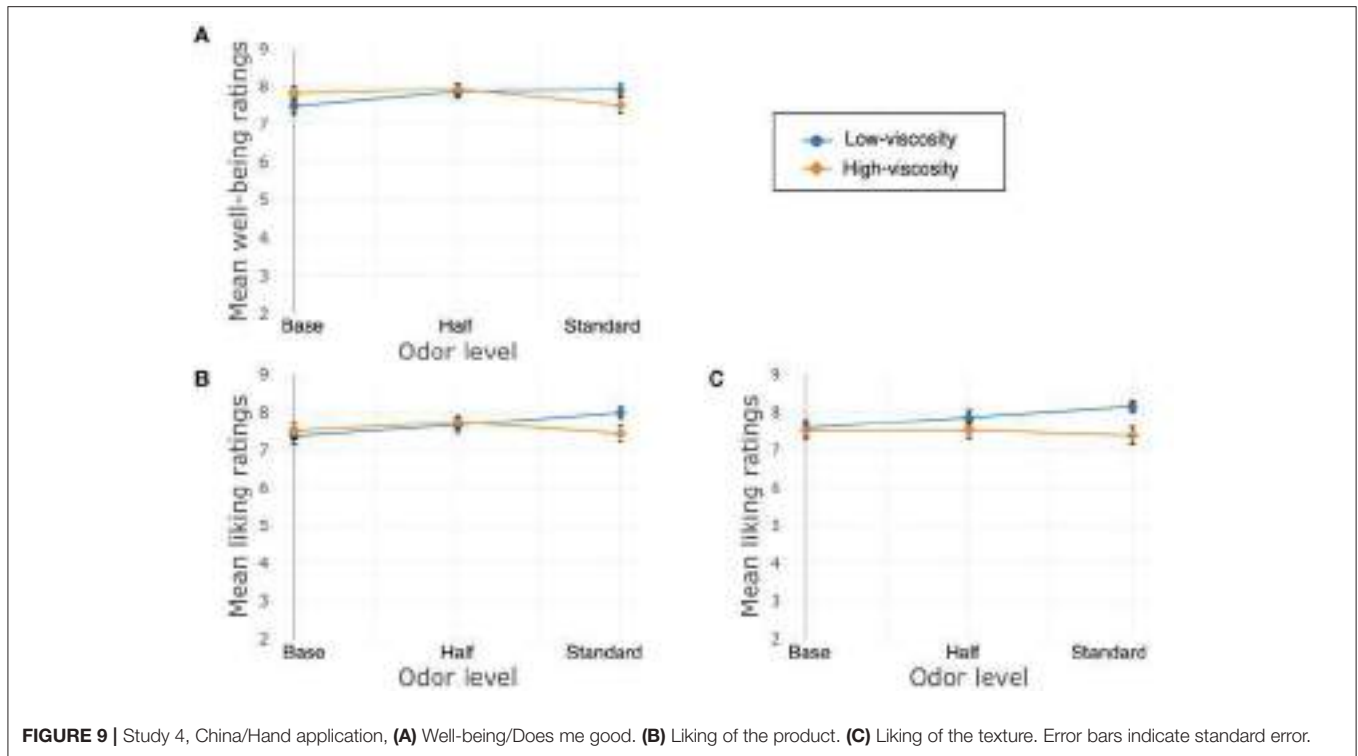 A
Mean well-being ratings
9
8
7
6
5
4
3
2
Base Half Standard
Odor level
Low-viscosity
High-viscosity
B
Mean liking ratings
9
8
7
6
5
4
3
2
Base Half Standard
Odor level
C
Mean liking ratings
9
8
7
6
5
4
3
2
Base Half Standard
Odor level
FIGURE 9 | Study 4, China/Hand application, (A) Well-being/Does me good. (B) Liking of the product. (C) Liking of the texture. Error bars indicate standard error.